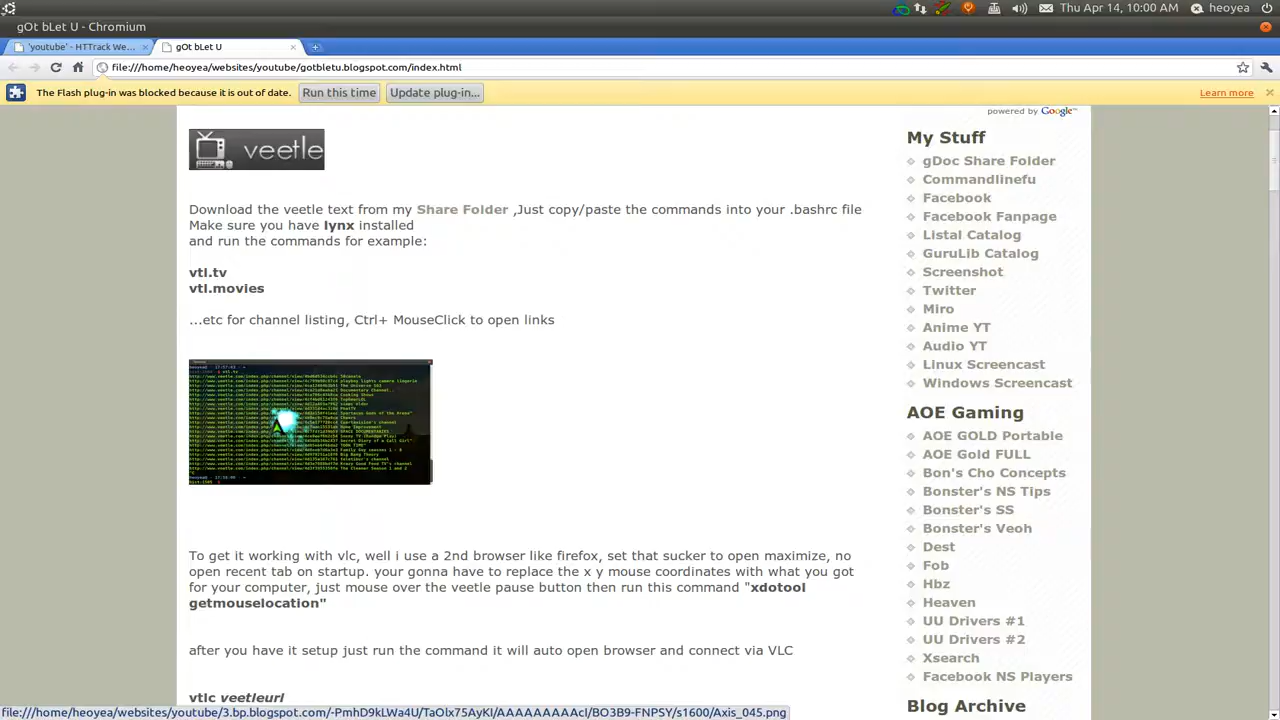 Thu Apr 14, 10:00 AM
heoyea
gOt bLet U - Chromium
'youtube' - HTTrack We...
gOt bLet U
file:///home/heoyea/websites/youtube/gotbletu.blogspot.com/index.html
The Flash plug-in was blocked because it is out of date.
Run this time
Update plug-in...
Learn more
powered by Google™
veetle
Download the veetle text from my Share Folder ,Just copy/paste the commands into your .bashrc file
Make sure you have lynx installed
and run the commands for example:
vtl.tv
vtl.movies
...etc for channel listing, Ctrl+ MouseClick to open links
To get it working with vlc, well i use a 2nd browser like firefox, set that sucker to open maximize, no
open recent tab on startup. your gonna have to replace the x y mouse coordinates with what you got
for your computer, just mouse over the veetle pause button then run this command "xdotool
getmouselocation"
after you have it setup just run the command it will auto open browser and connect via VLC
vtlc veetleurl
My Stuff
gDoc Share Folder
Commandlinefu
Facebook
Facebook Fanpage
Listal Catalog
GuruLib Catalog
Screenshot
Twitter
Miro
Anime YT
Audio YT
Linux Screencast
Windows Screencast
AOE Gaming
AOE GOLD Portable
AOE Gold FULL
Bon's Cho Concepts
Bonster's NS Tips
Bonster's SS
Bonster's Veoh
Dest
Fob
Hbz
Heaven
UU Drivers #1
UU Drivers #2
Xsearch
Facebook NS Players
Blog Archive
file:///home/heoyea/websites/youtube/3.bp.blogspot.com/-PmhD9kLWa4U/TaOlx75AyKI/AAAAAAAAAcI/BO3B9-FNPSY/s1600/Axis_045.png